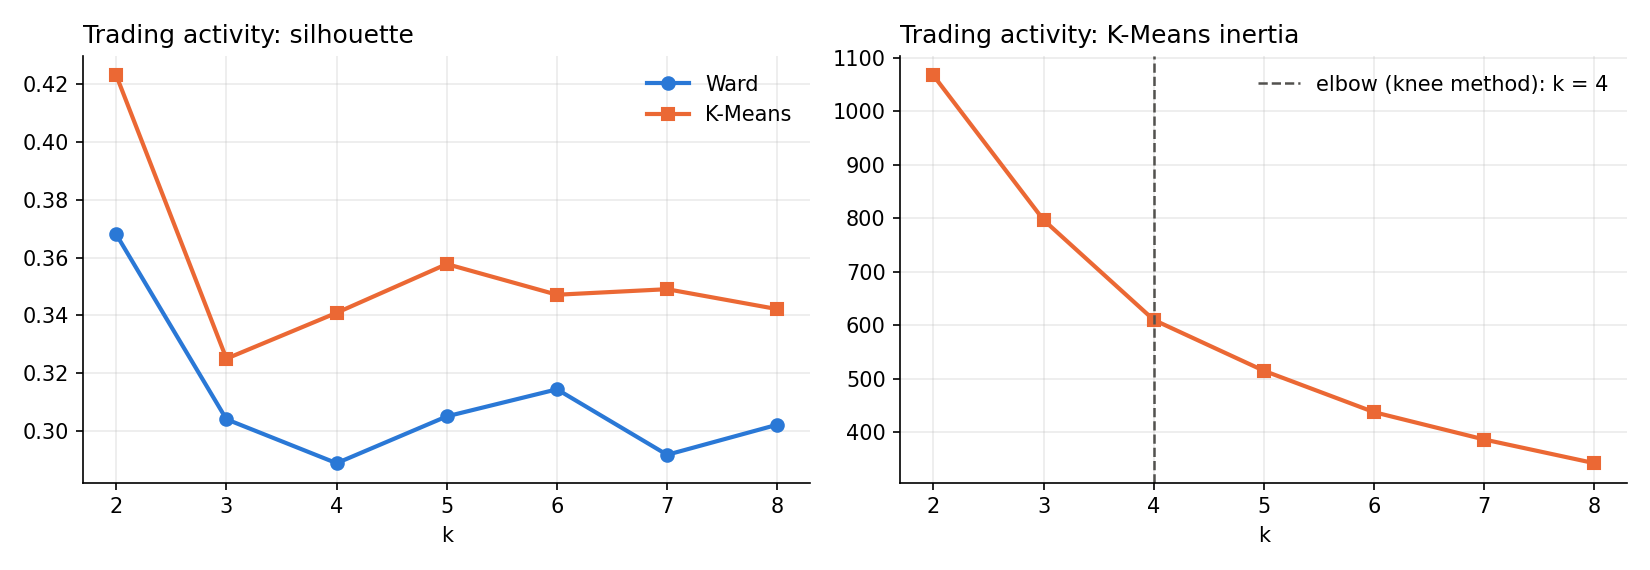 Trading activity: silhouette
0.42
0.40
0.38
0.36
0.34
0.32
0.30
Ward
K-Means
2 3 4 5 6 7 8
k
Trading activity: K-Means inertia
1100
1000
900
800
700
600
500
400
elbow (knee method): k = 4
2 3 4 5 6 7 8
k